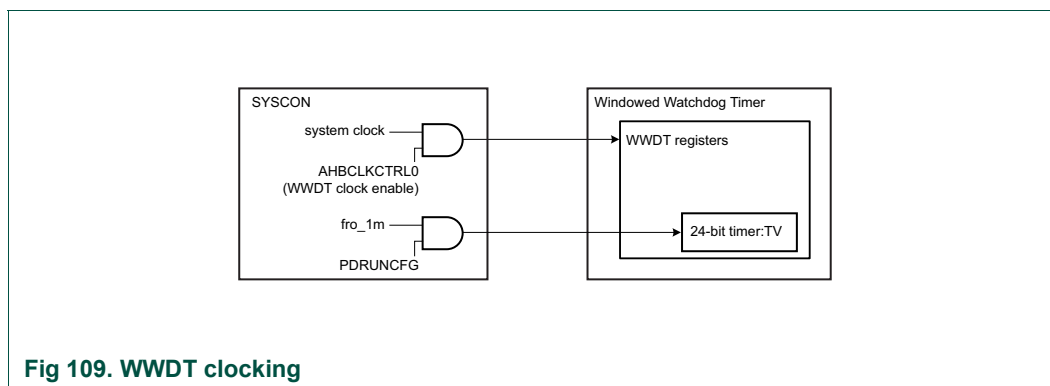 SYSCON
system clock
AHBCLKCTRL0
(WWDT clock enable)
fro_1m
PDRUNCFG
Windowed Watchdog Timer
WWDT registers
24-bit timer:TV
Fig 109. WWDT clocking